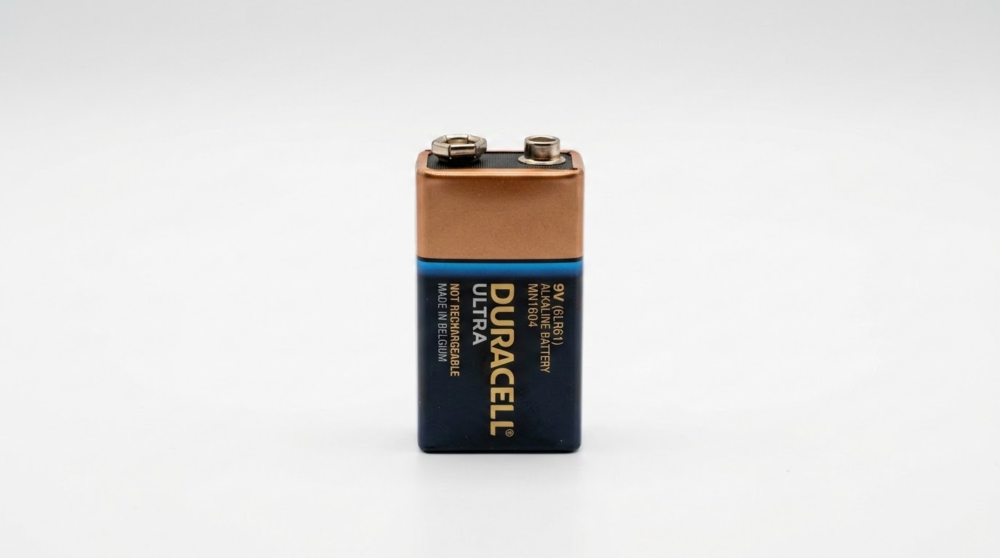 9V (6LR61)
ALKALINE BATTERY
MN1604
DURACELL®
ULTRA
NOT RECHARGEABLE
MADE IN BELGIUM